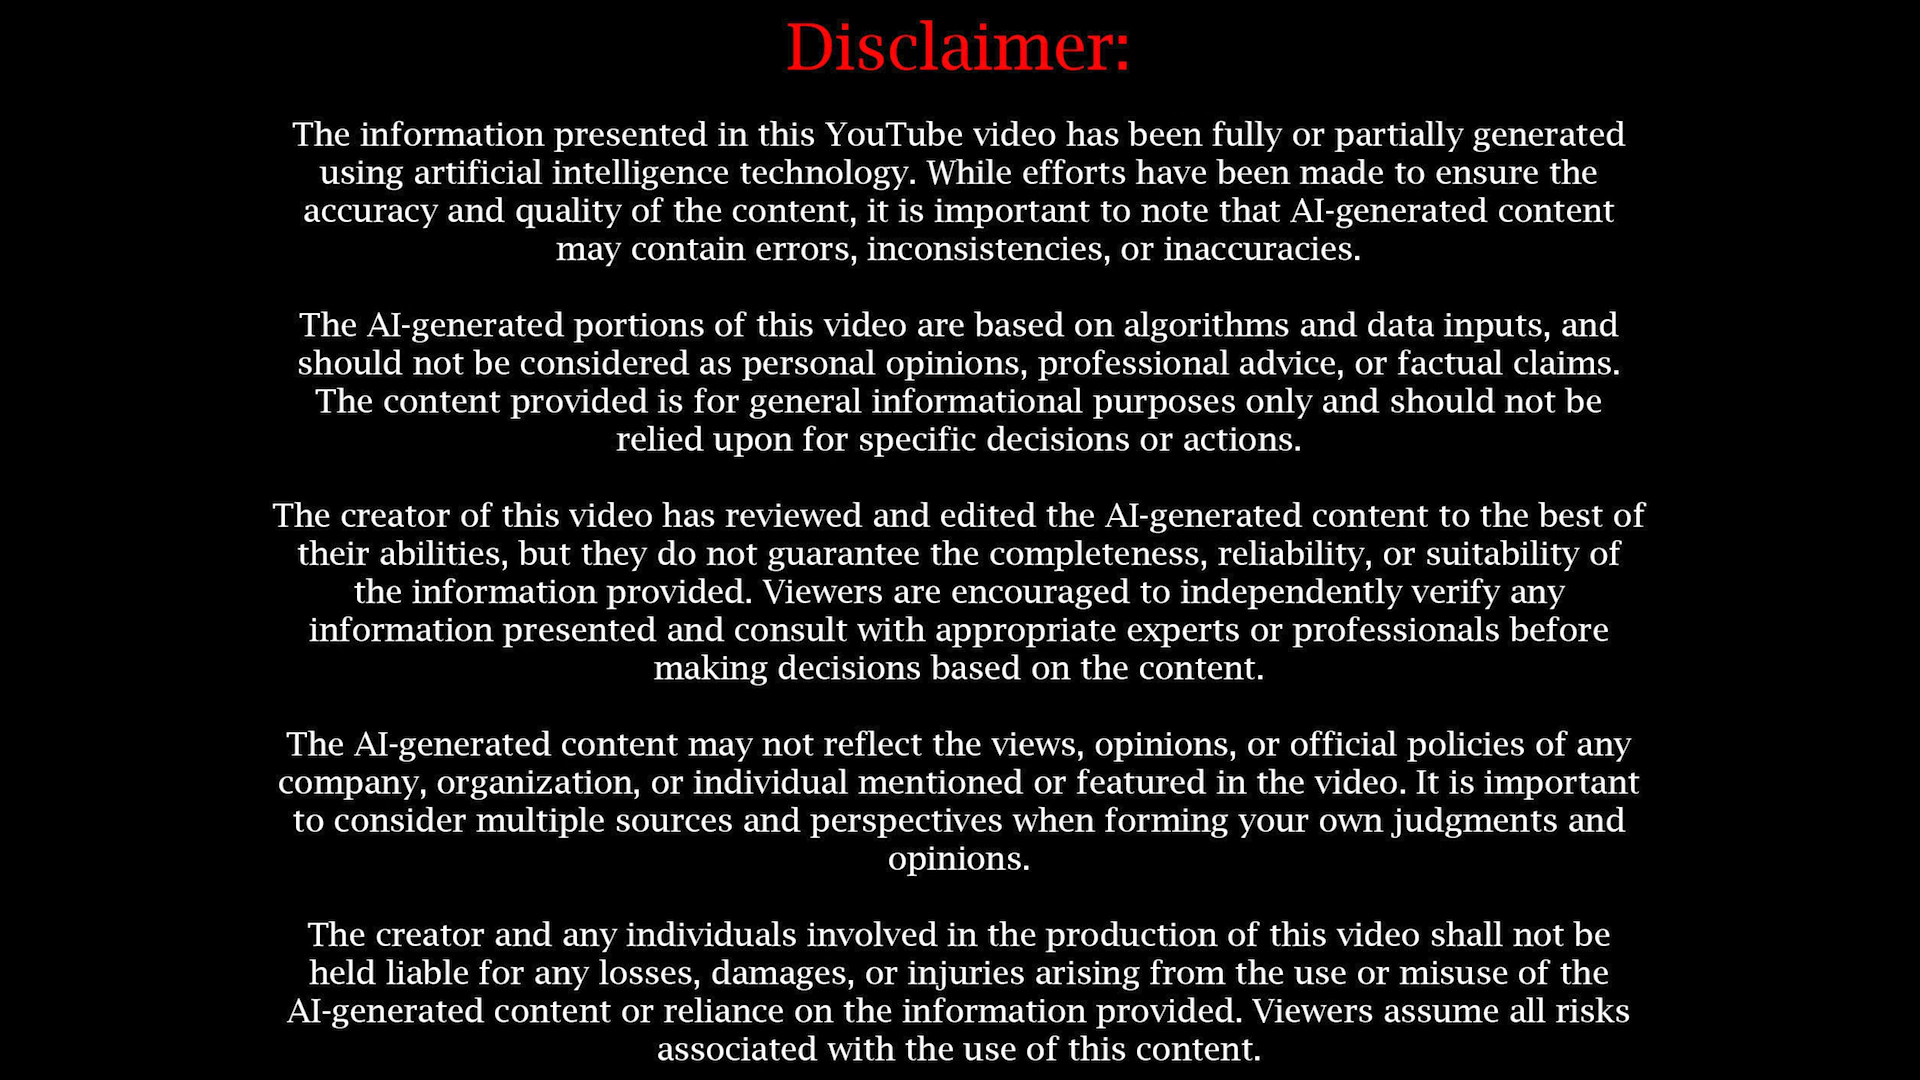 Disclaimer:
The information presented in this YouTube video has been fully or partially generated
using artificial intelligence technology. While efforts have been made to ensure the
accuracy and quality of the content, it is important to note that AI-generated content
may contain errors, inconsistencies, or inaccuracies.
The AI-generated portions of this video are based on algorithms and data inputs, and
should not be considered as personal opinions, professional advice, or factual claims.
The content provided is for general informational purposes only and should not be
relied upon for specific decisions or actions.
The creator of this video has reviewed and edited the AI-generated content to the best of
their abilities, but they do not guarantee the completeness, reliability, or suitability of
the information provided. Viewers are encouraged to independently verify any
information presented and consult with appropriate experts or professionals before
making decisions based on the content.
The AI-generated content may not reflect the views, opinions, or official policies of any
company, organization, or individual mentioned or featured in the video. It is important
to consider multiple sources and perspectives when forming your own judgments and
opinions.
The creator and any individuals involved in the production of this video shall not be
held liable for any losses, damages, or injuries arising from the use or misuse of the
AI-generated content or reliance on the information provided. Viewers assume all risks
associated with the use of this content.